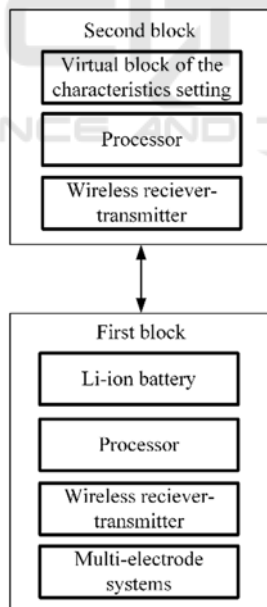 Second block
Virtual block of the
characteristics setting
Processor
Wireless reciever-
transmitter
First block
Li-ion battery
Processor
Wireless reciever-
transmitter
Multi-electrode
systems